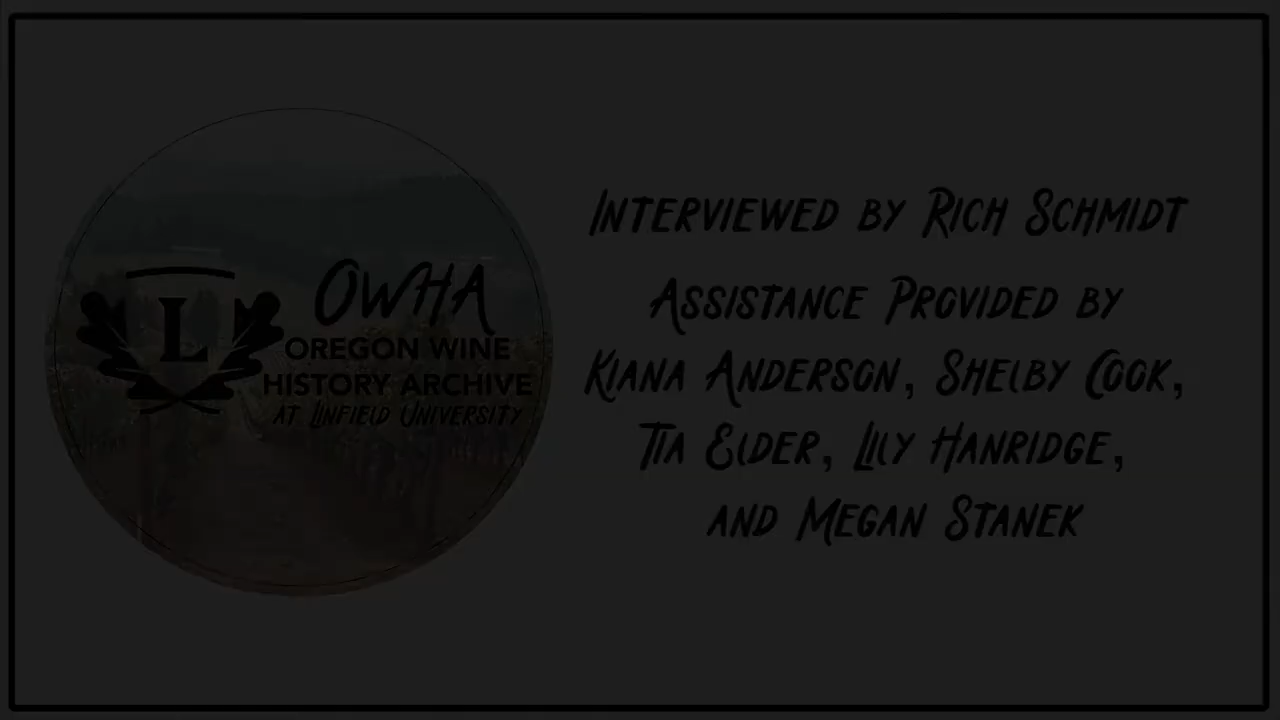 L
OWHA
OREGON WINE
HISTORY ARCHIVE
AT LINFIELD UNIVERSITY
INTERVIEWED BY RICH SCHMIDT
ASSISTANCE PROVIDED BY
KIANA ANDERSON, SHELBY COOK,
TIA ELDER, LILY HANRIDGE,
AND MEGAN STANEK